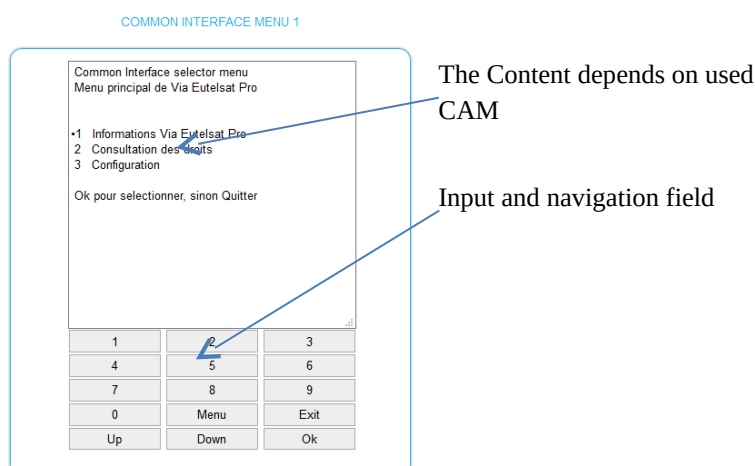 COMMON INTERFACE MENU 1
Common Interface selector menu
Menu principal de Via Eutelsat Pro
•1 Informations Via Eutelsat Pro
2 Consultation des droits
3 Configuration
Ok pour selectionner, sinon Quitter
The Content depends on used
CAM
Input and navigation field
1 2 3
4 5 6
7 8 9
0 Menu Exit
Up Down Ok